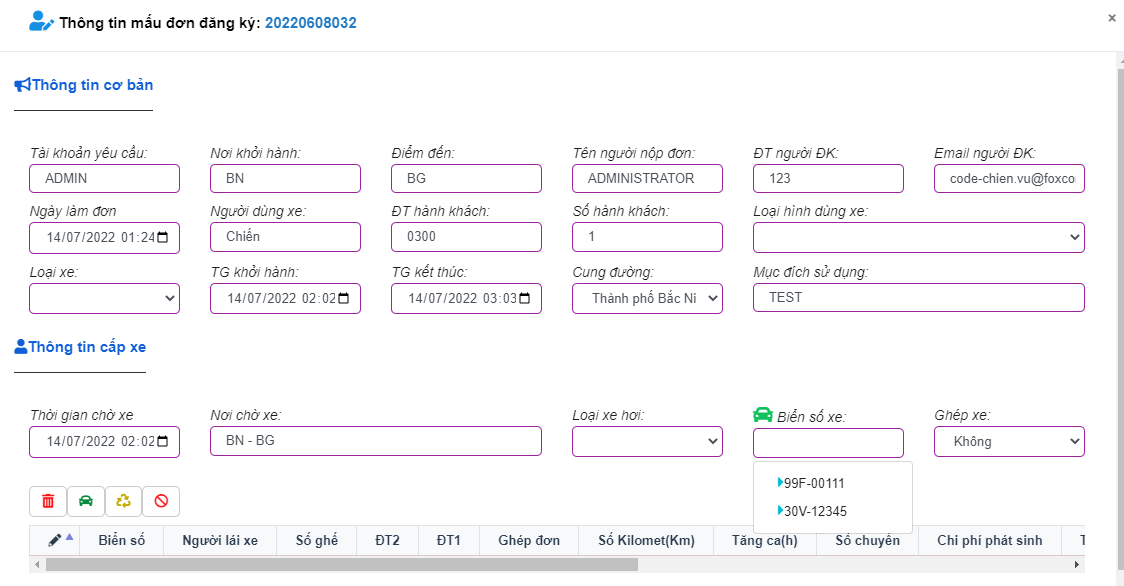 Thông tin mấu đơn đăng ký: 20220608032
×
Thông tin cơ bản
Tài khoản yêu cầu: Nơi khởi hành: Điểm đến: Tên người nộp đơn: ĐT người ĐK: Email người ĐK:
ADMIN BN BG ADMINISTRATOR 123 code-chien.vu@foxco
Ngày làm đơn Người dùng xe: ĐT hành khách: Số hành khách: Loại hình dùng xe:
14/07/2022 01:24 Chiến 0300 1
Loại xe: TG khởi hành: TG kết thúc: Cung đường: Mục đích sử dụng:
14/07/2022 02:02 14/07/2022 03:03 Thành phố Bắc Ni TEST
Thông tin cấp xe
Thời gian chờ xe Nơi chờ xe: Loại xe hơi: Biển số xe: Ghép xe:
14/07/2022 02:02 BN - BG Không
99F-00111
30V-12345
Biển số Người lái xe Số ghế ĐT2 ĐT1 Ghép đơn Số Kilomet(Km) Tăng ca(h) Số chuyến Chi phí phát sinh T